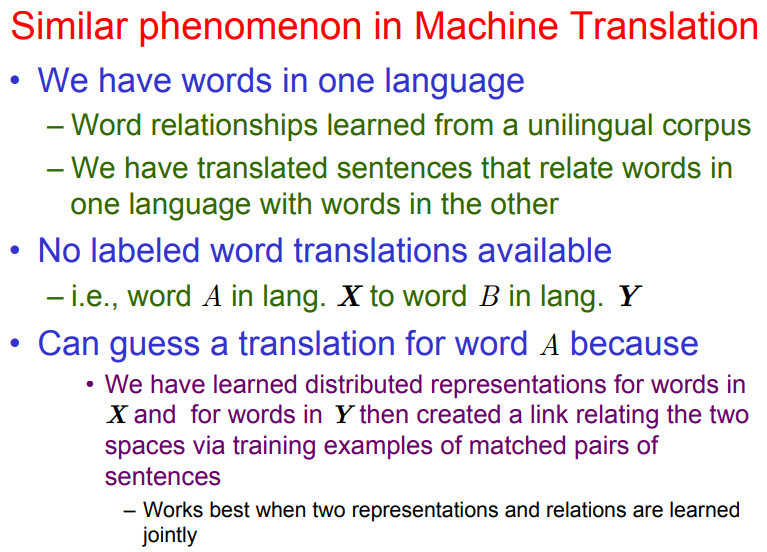 Similar phenomenon in Machine Translation
• We have words in one language
– Word relationships learned from a unilingual corpus
– We have translated sentences that relate words in
one language with words in the other
• No labeled word translations available
– i.e., word A in lang. X to word B in lang. Y
• Can guess a translation for word A because
• We have learned distributed representations for words in
X and for words in Y then created a link relating the two
spaces via training examples of matched pairs of
sentences
– Works best when two representations and relations are learned
jointly